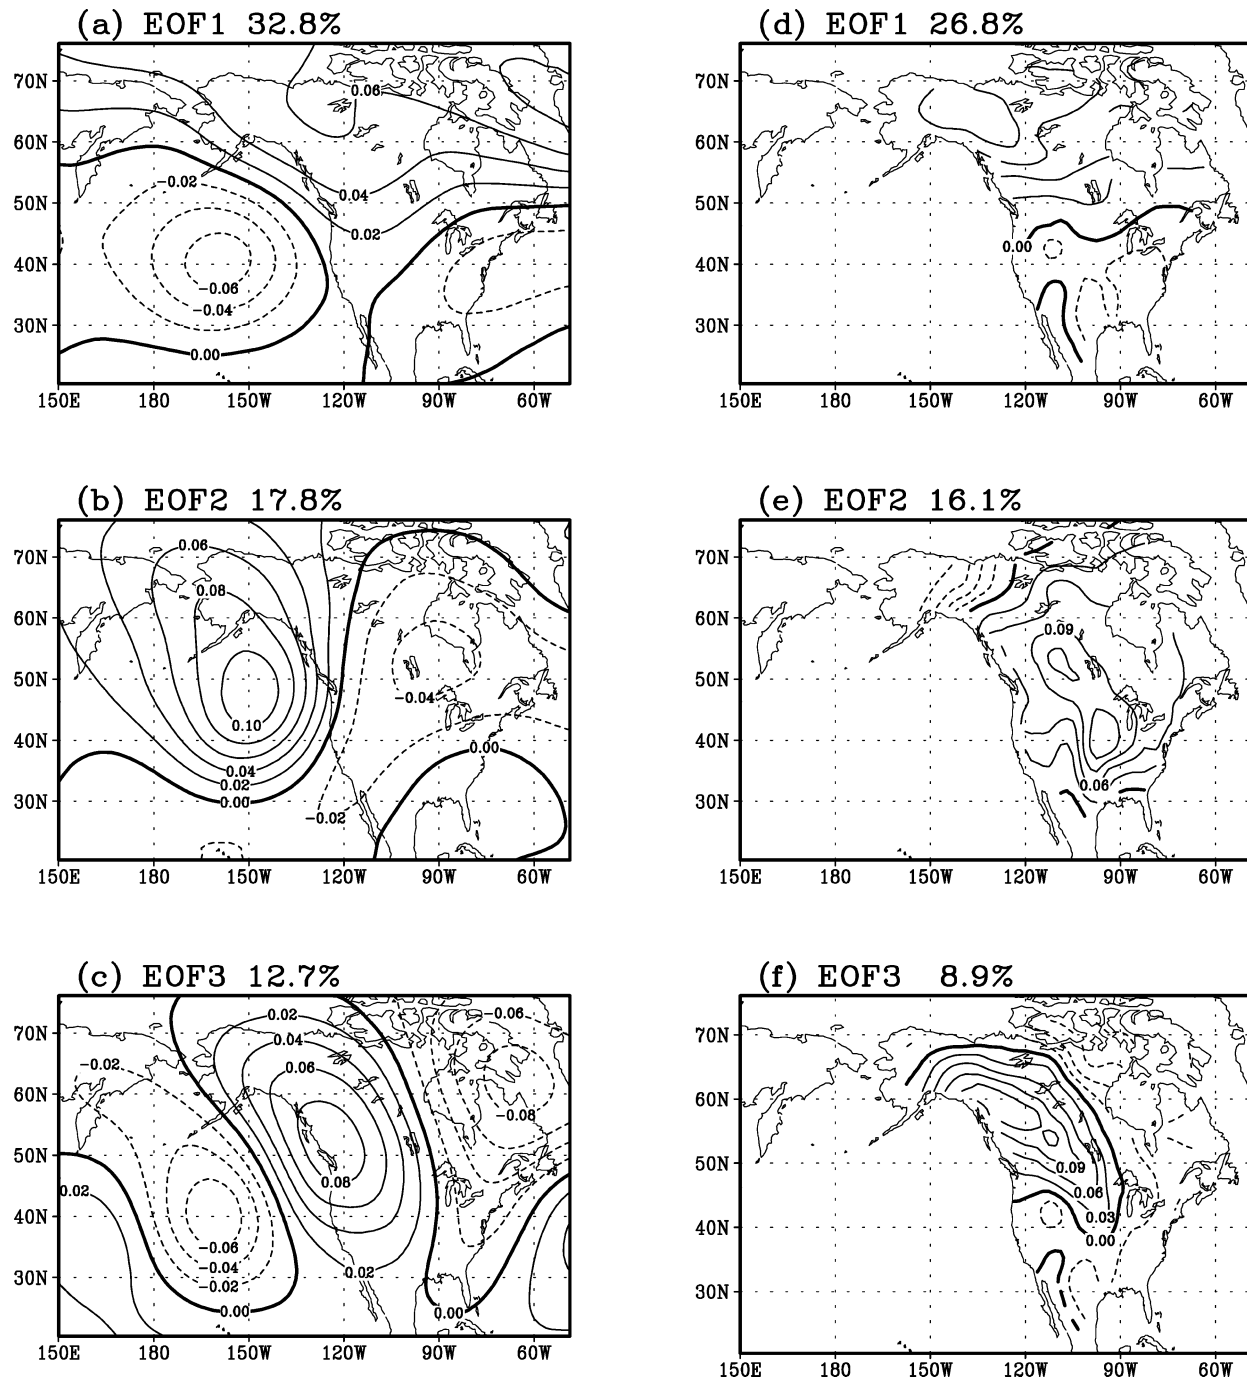 (a) EOF1 32.8%
70N
60N
50N
40N
30N
0.06
0.04
0.02
−0.02
−0.06
−0.04
0.00
150E 180 150W 120W 90W 60W
(d) EOF1 26.8%
70N
60N
50N
40N
30N
0.00
150E 180 150W 120W 90W 60W
(b) EOF2 17.8%
70N
60N
50N
40N
30N
0.06
0.08
0.10
0.04
0.02
0.00
−0.04
0.00
−0.02
150E 180 150W 120W 90W 60W
(e) EOF2 16.1%
70N
60N
50N
40N
30N
0.09
0.06
150E 180 150W 120W 90W 60W
(c) EOF3 12.7%
70N
60N
50N
40N
30N
0.02
0.04
0.06
−0.02
−0.06
−0.08
0.08
0.02
−0.06
−0.04
−0.02
0.00
0.02
0.00
150E 180 150W 120W 90W 60W
(f) EOF3 8.9%
70N
60N
50N
40N
30N
0.09
0.06
0.03
0.00
150E 180 150W 120W 90W 60W